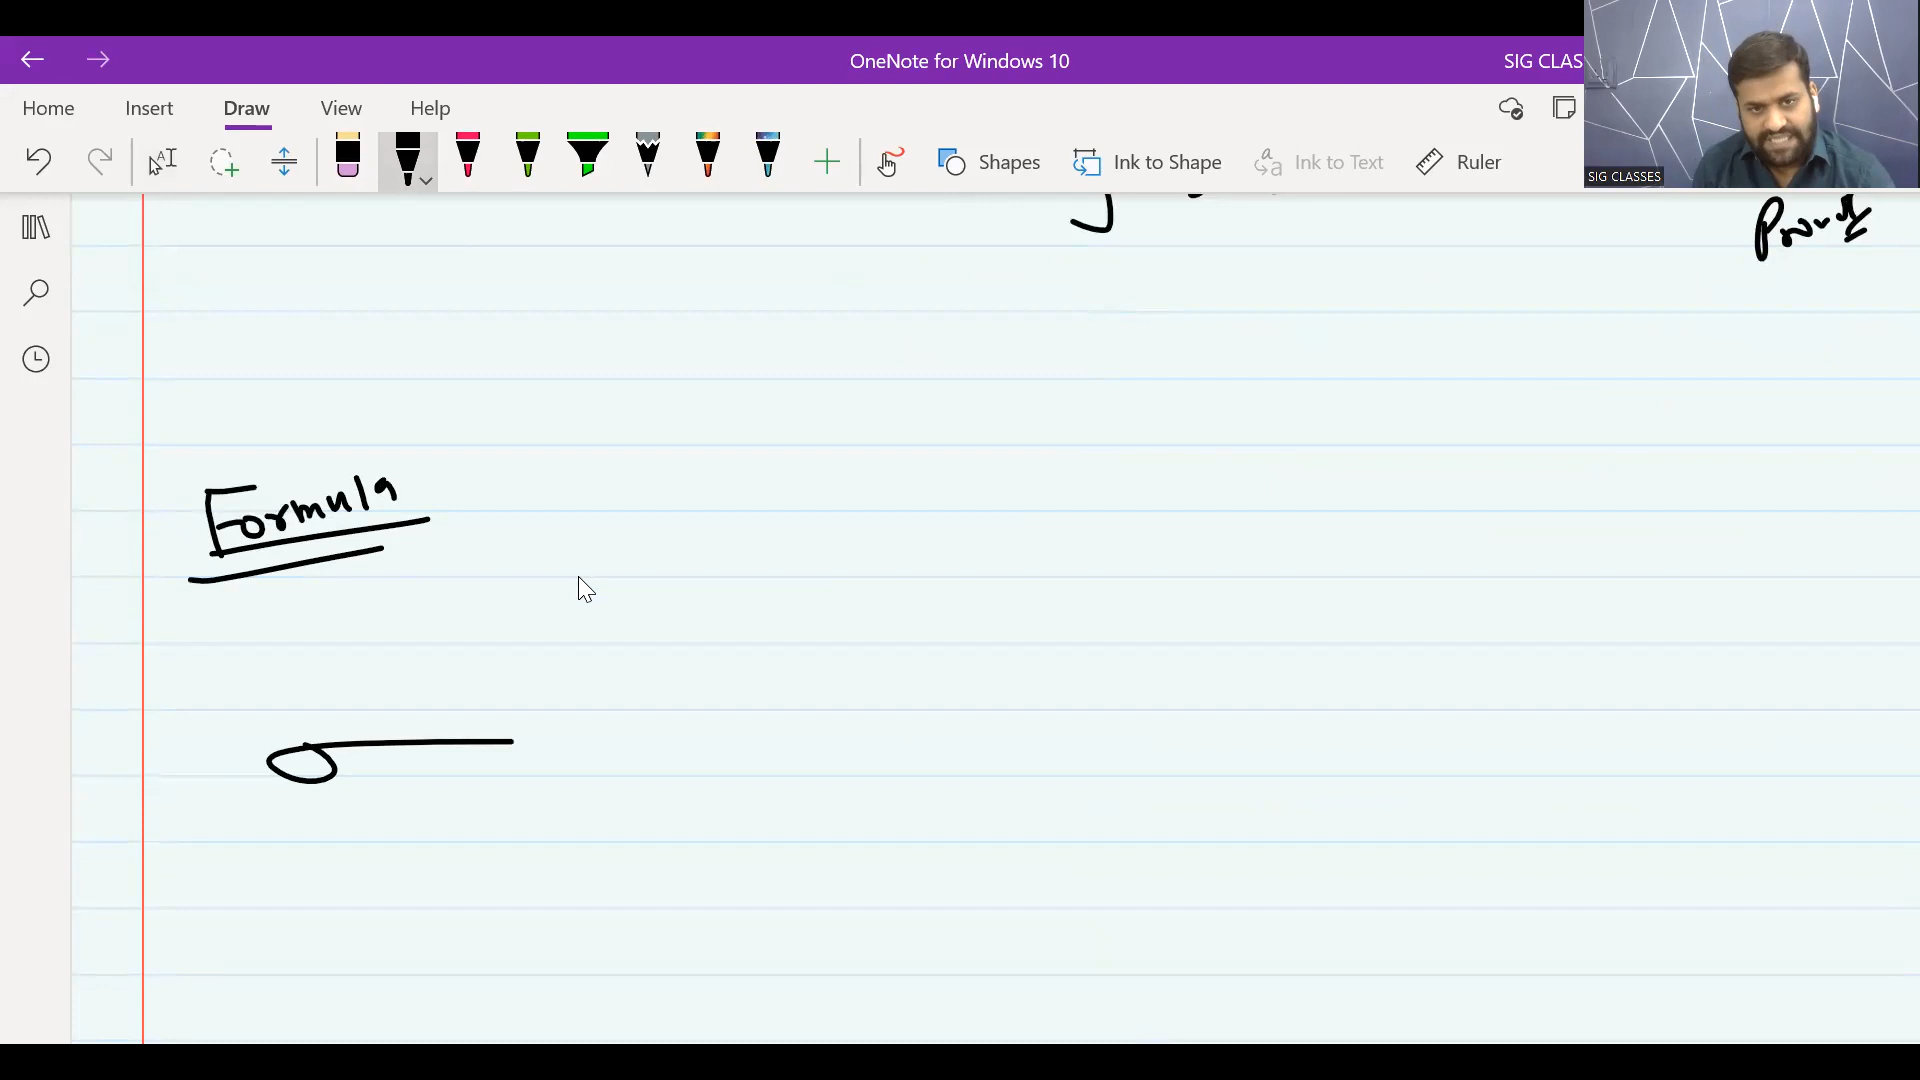 OneNote for Windows 10
SIG CLAS
Home Insert Draw View Help
Shapes Ink to Shape Ink to Text Ruler
SIG CLASSES
Formula
σ